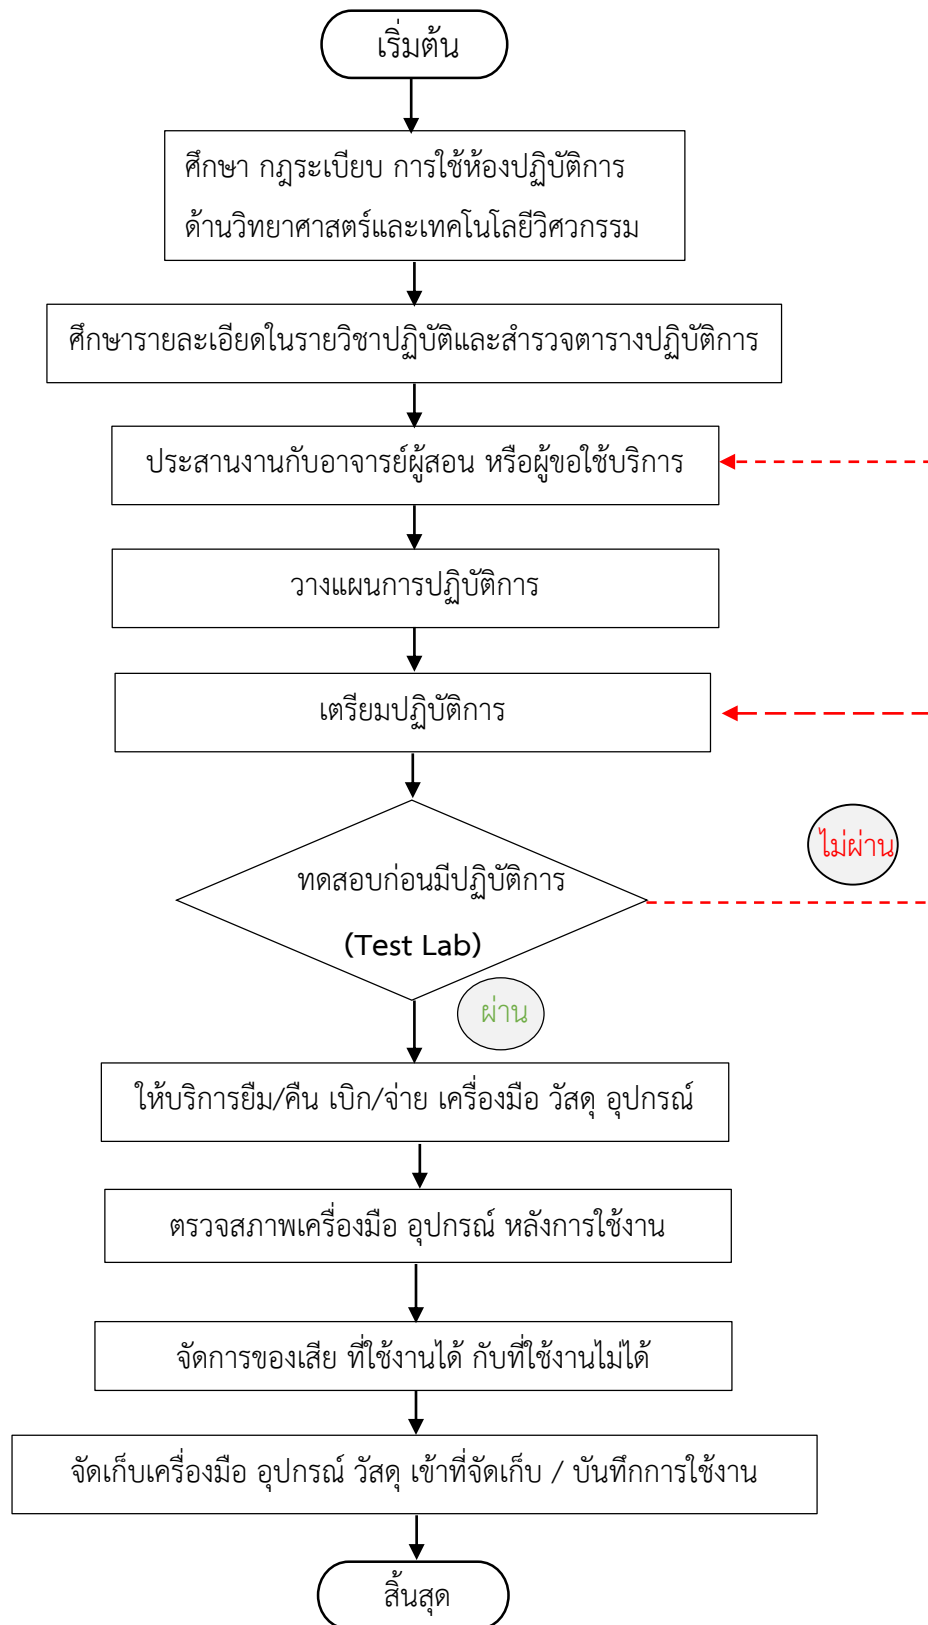 เริ่มต้น
ศึกษา กฎระเบียบ การใช้ห้องปฏิบัติการ
ด้านวิทยาศาสตร์และเทคโนโลยีวิศวกรรม
ศึกษารายละเอียดในรายวิชาปฏิบัติและสำรวจตารางปฏิบัติการ
ประสานงานกับอาจารย์ผู้สอน หรือผู้ขอใช้บริการ
วางแผนการปฏิบัติการ
เตรียมปฏิบัติการ
ไม่ผ่าน
ทดสอบก่อนมีปฏิบัติการ
(Test Lab)
ผ่าน
ให้บริการยืม/คืน เบิก/จ่าย เครื่องมือ วัสดุ อุปกรณ์
ตรวจสภาพเครื่องมือ อุปกรณ์ หลังการใช้งาน
จัดการของเสีย ที่ใช้งานได้ กับที่ใช้งานไม่ได้
จัดเก็บเครื่องมือ อุปกรณ์ วัสดุ เข้าที่จัดเก็บ / บันทึกการใช้งาน
สิ้นสุด